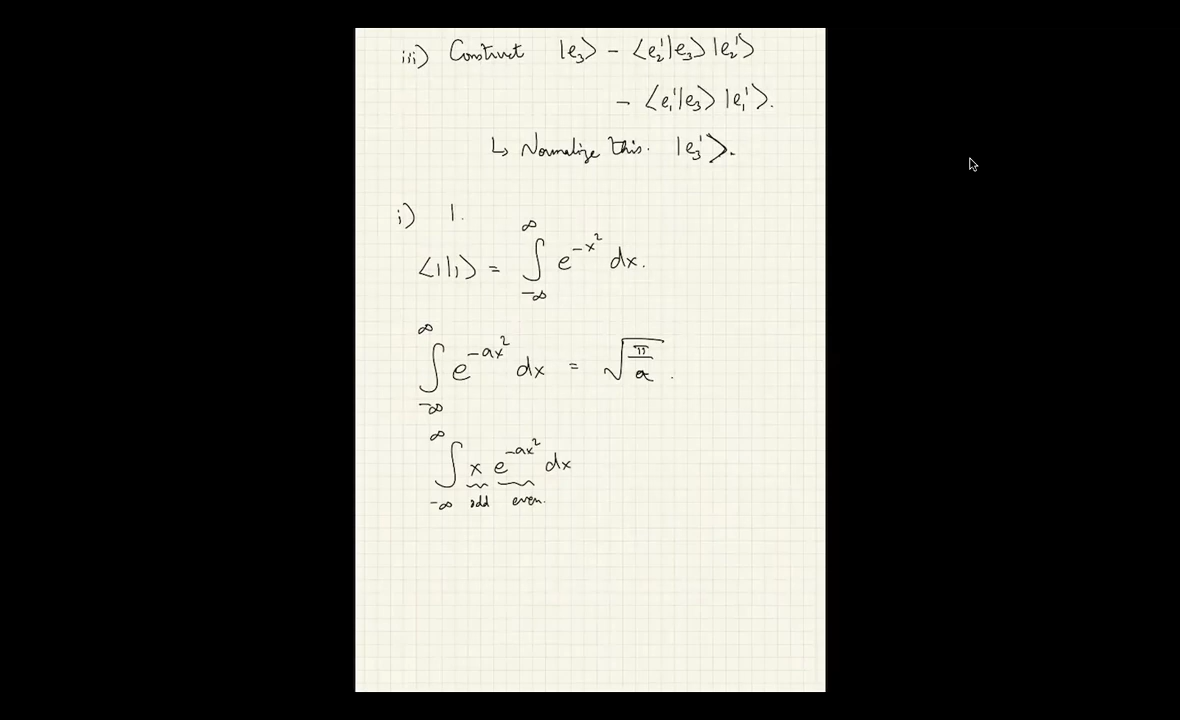 iii) Construct |e₃⟩ - ⟨e₂'|e₃⟩ |e₂'⟩
- ⟨e₁'|e₃⟩ |e₁'⟩.
↳ Normalize this. |e₃'⟩.
i) 1.
⟨1|1⟩ = ∫_{-∞}^{∞} e^{-x²} dx.
∫_{-∞}^{∞} e^{-ax²} dx = √(π/a).
∫_{-∞}^{∞} x e^{-ax²} dx
odd even.